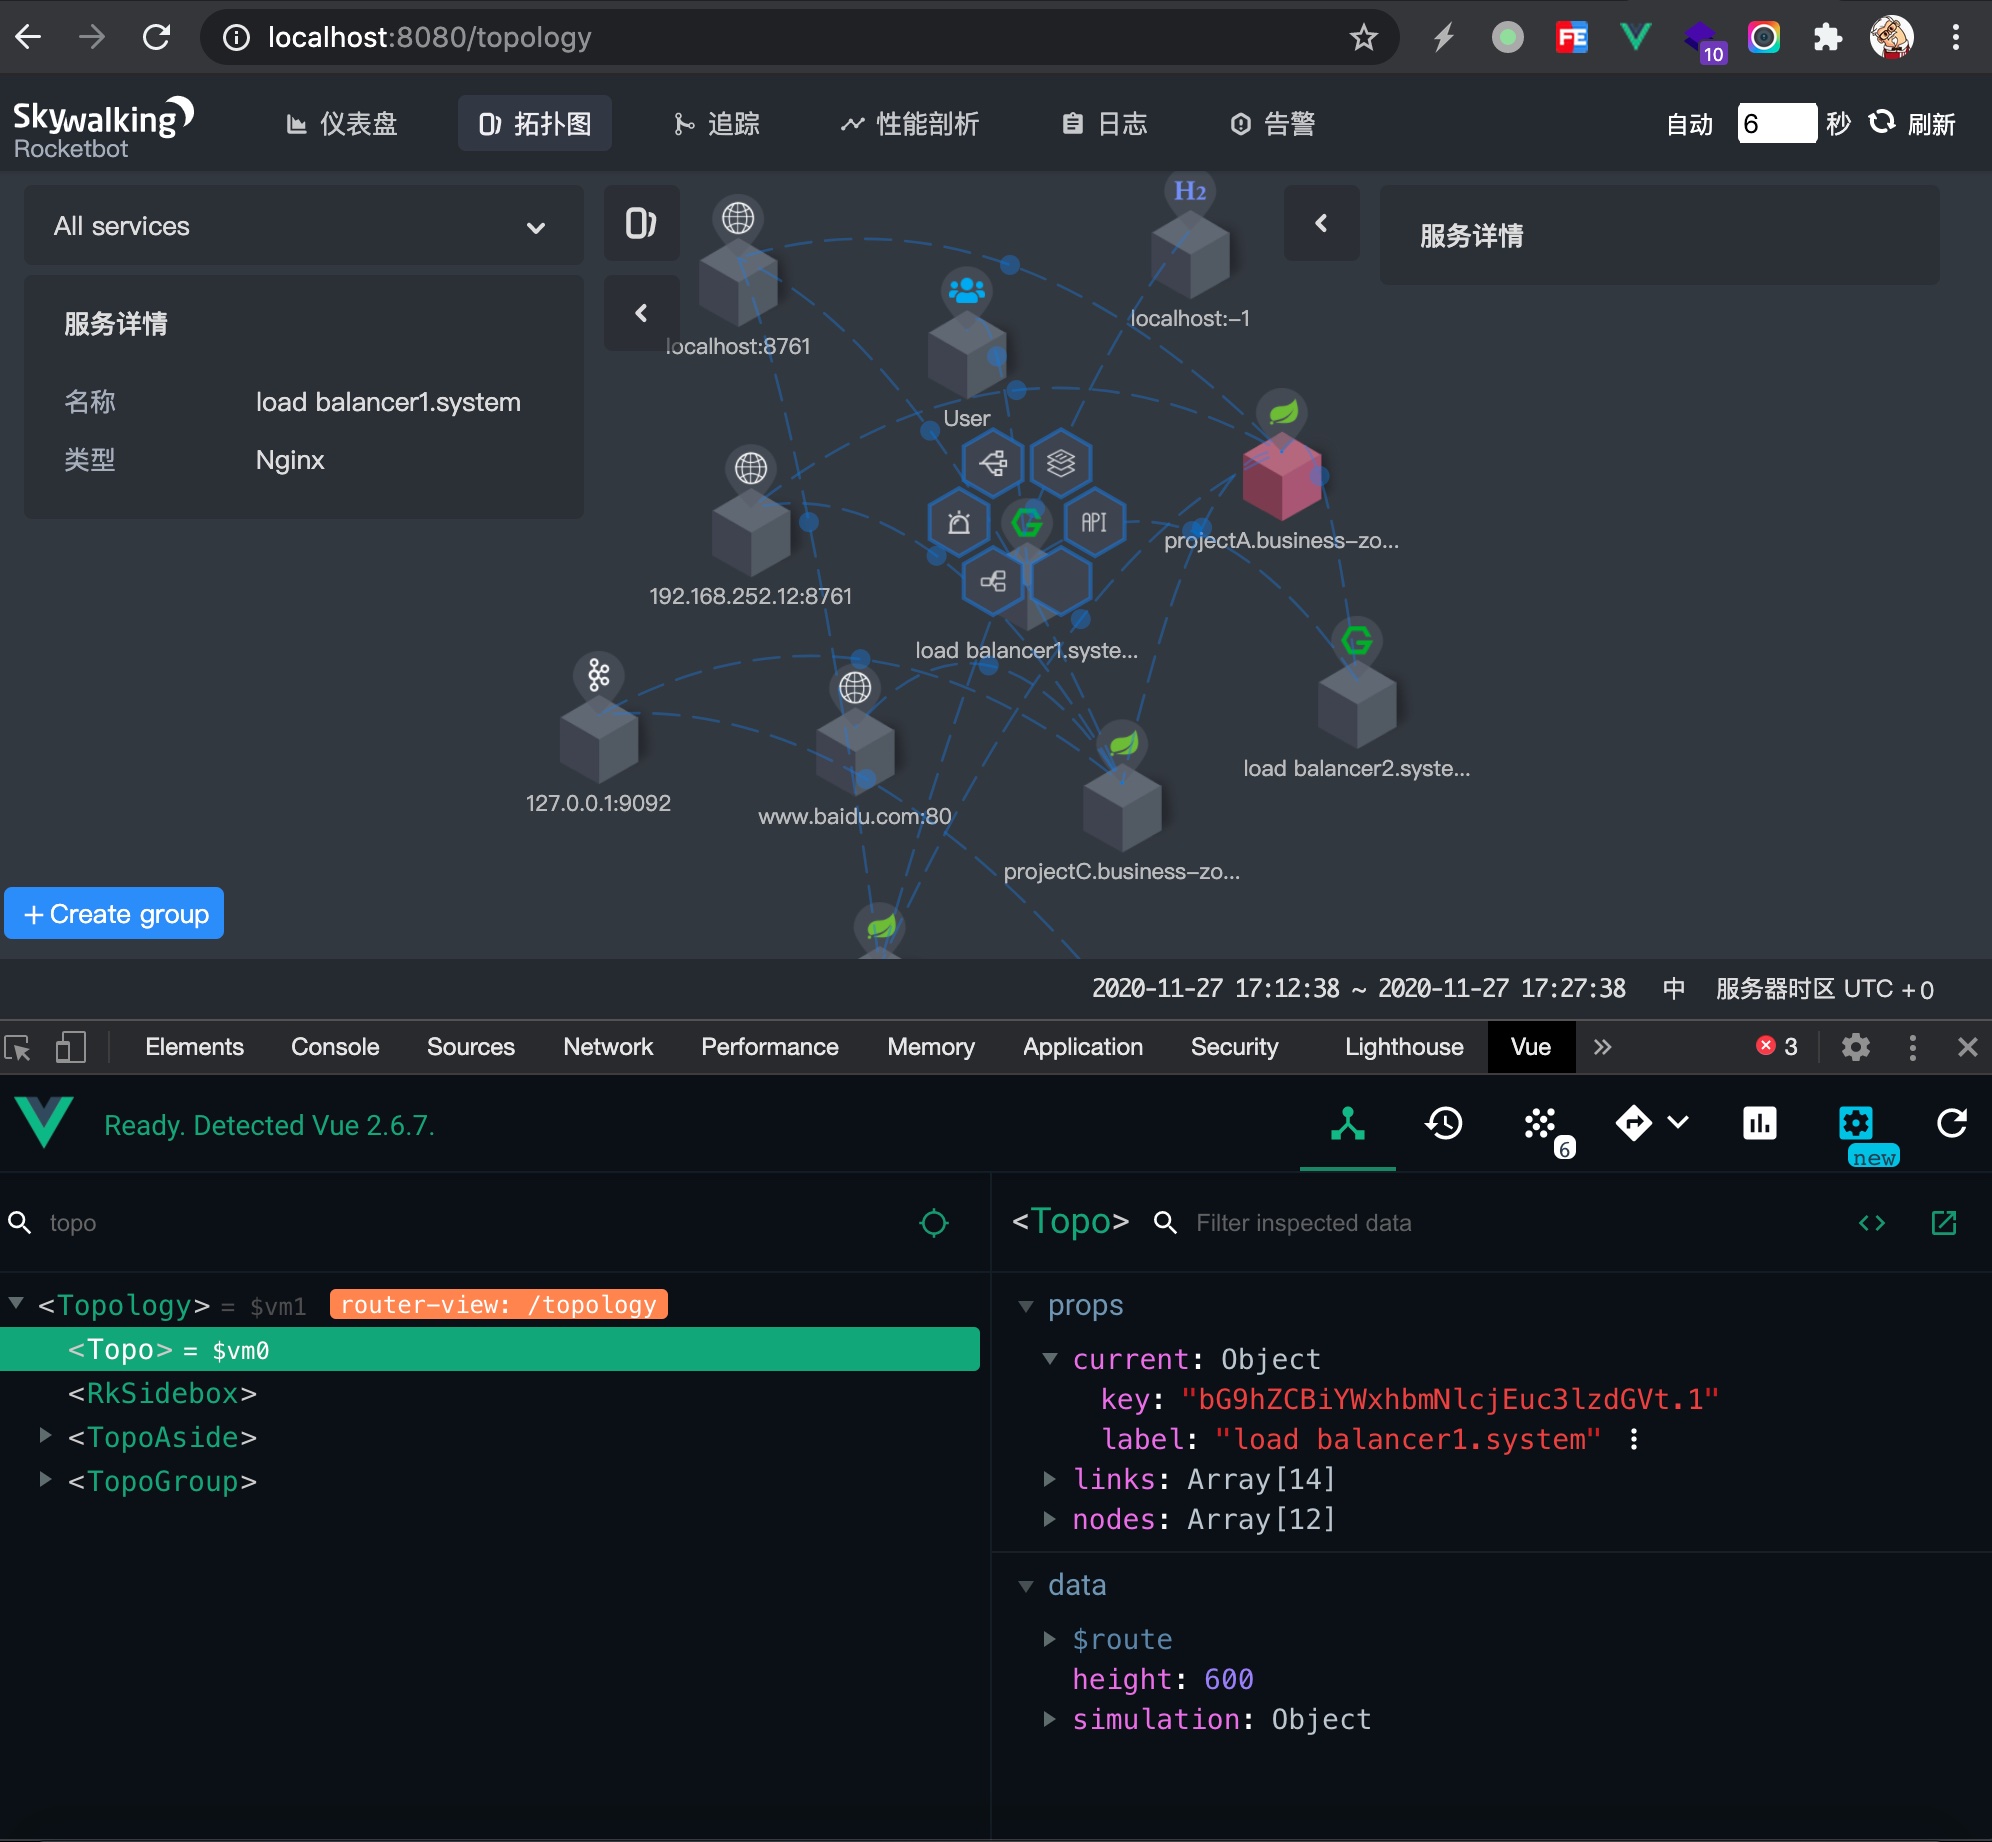 localhost:8080/topology
FE
10
Skywalking
Rocketbot
仪表盘
拓扑图
追踪
性能剖析
日志
告警
自动 6 秒 刷新
All services
服务详情
名称 load balancer1.system
类型 Nginx
服务详情
H2
localhost:-1
localhost:8761
User
API
projectA.business-zo...
192.168.252.12:8761
load balancer1.syste...
load balancer2.syste...
127.0.0.1:9092
www.baidu.com:80
projectC.business-zo...
+ Create group
2020-11-27 17:12:38 ~ 2020-11-27 17:27:38 中 服务器时区 UTC + 0
Elements Console Sources Network Performance Memory Application Security Lighthouse Vue » 3
Ready. Detected Vue 2.6.7.
6
new
topo
<Topology> = $vm1 router-view: /topology
<Topo> = $vm0
<RkSidebox>
<TopoAside>
<TopoGroup>
<Topo> Filter inspected data
props
current: Object
key: "bG9hZCBiYWxhbmNlcjEuc3lzdGVt.1"
label: "load balancer1.system"
links: Array[14]
nodes: Array[12]
data
$route
height: 600
simulation: Object